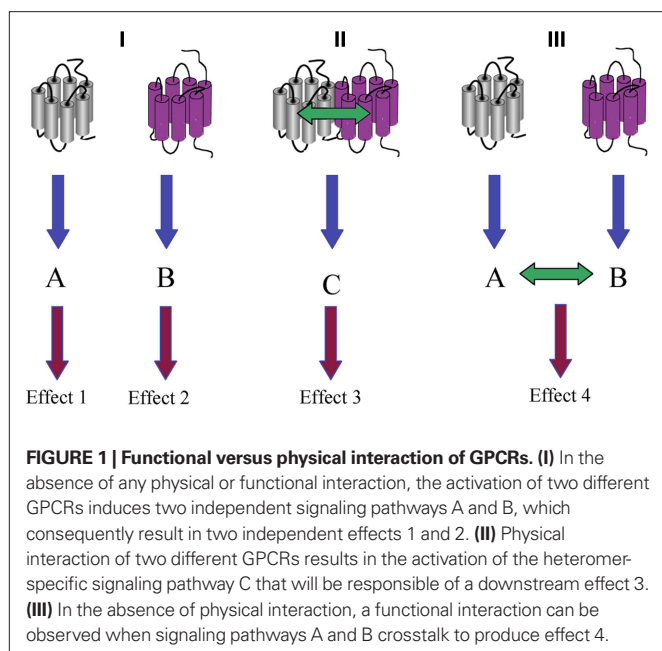 I II III
A B C A B
Effect 1 Effect 2 Effect 3 Effect 4
FIGURE 1 | Functional versus physical interaction of GPCRs. (I) In the
absence of any physical or functional interaction, the activation of two different
GPCRs induces two independent signaling pathways A and B, which
consequently result in two independent effects 1 and 2. (II) Physical
interaction of two different GPCRs results in the activation of the heteromer-
specific signaling pathway C that will be responsible of a downstream effect 3.
(III) In the absence of physical interaction, a functional interaction can be
observed when signaling pathways A and B crosstalk to produce effect 4.